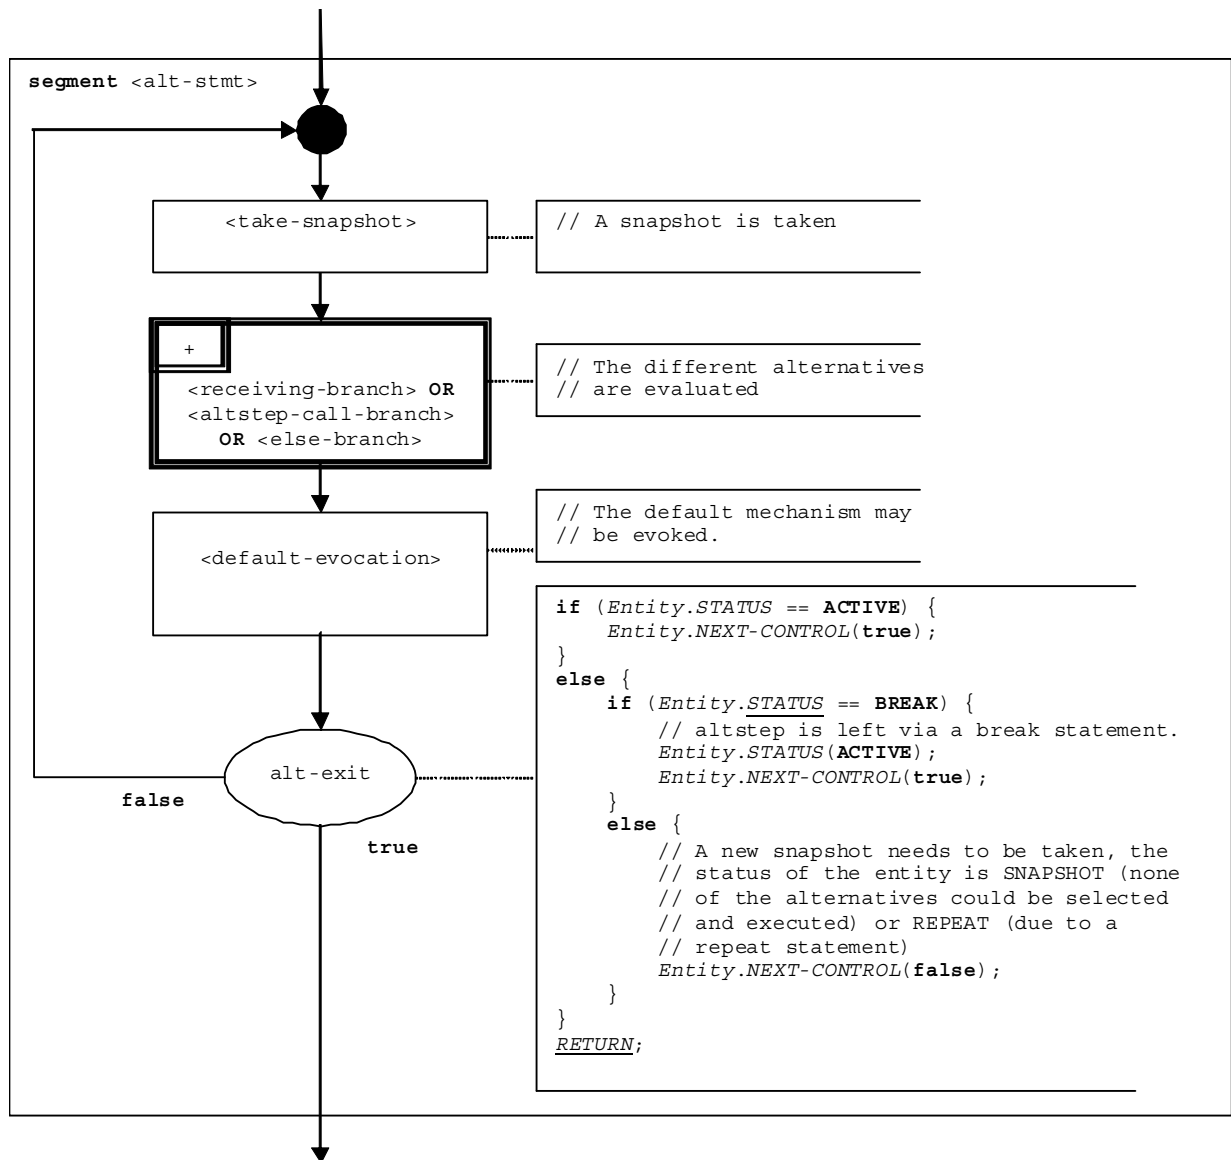 segment <alt-stmt>
<take-snapshot>
// A snapshot is taken
+
<receiving-branch> OR
<altstep-call-branch>
OR <else-branch>
// The different alternatives
// are evaluated
<default-evocation>
// The default mechanism may
// be evoked.
alt-exit
false
true
if (Entity.STATUS == ACTIVE) {
Entity.NEXT-CONTROL(true);
}
else {
if (Entity.STATUS == BREAK) {
// altstep is left via a break statement.
Entity.STATUS(ACTIVE);
Entity.NEXT-CONTROL(true);
}
else {
// A new snapshot needs to be taken, the
// status of the entity is SNAPSHOT (none
// of the alternatives could be selected
// and executed) or REPEAT (due to a
// repeat statement)
Entity.NEXT-CONTROL(false);
}
}
RETURN;